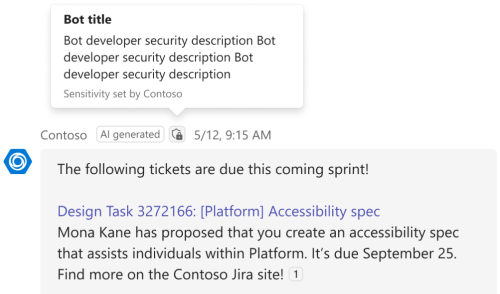 Bot title
Bot developer security description Bot
developer security description Bot
developer security description
Sensitivity set by Contoso
Contoso AI generated 5/12, 9:15 AM
The following tickets are due this coming sprint!
Design Task 3272166: [Platform] Accessibility spec
Mona Kane has proposed that you create an accessibility spec
that assists individuals within Platform. It’s due September 25.
Find more on the Contoso Jira site! 1